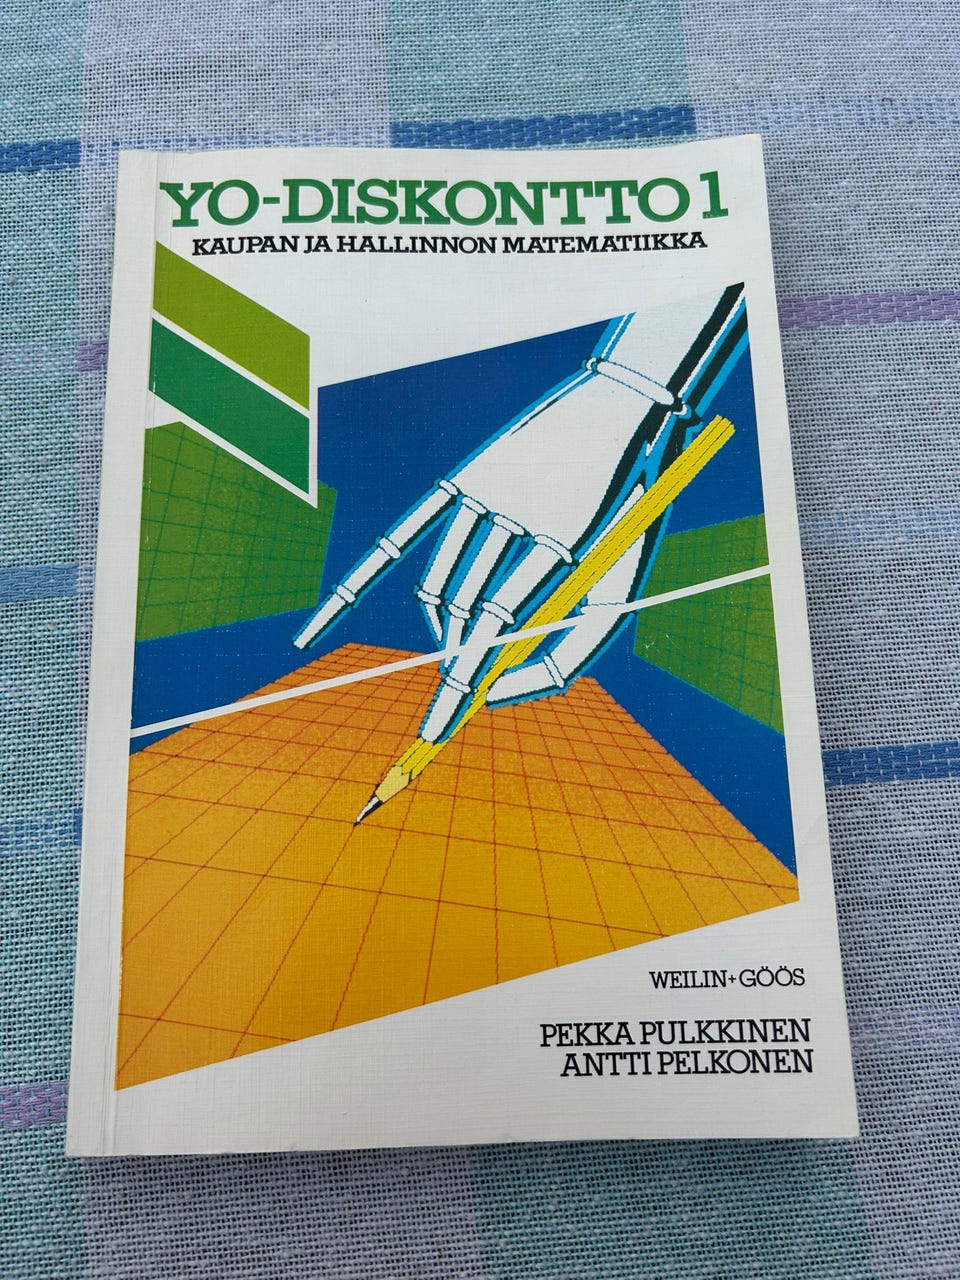 YO-DISKONTTO 1
KAUPAN JA HALLINNON MATEMATIIKKA
WEILIN+GÖÖS
PEKKA PULKKINEN
ANTTI PELKONEN